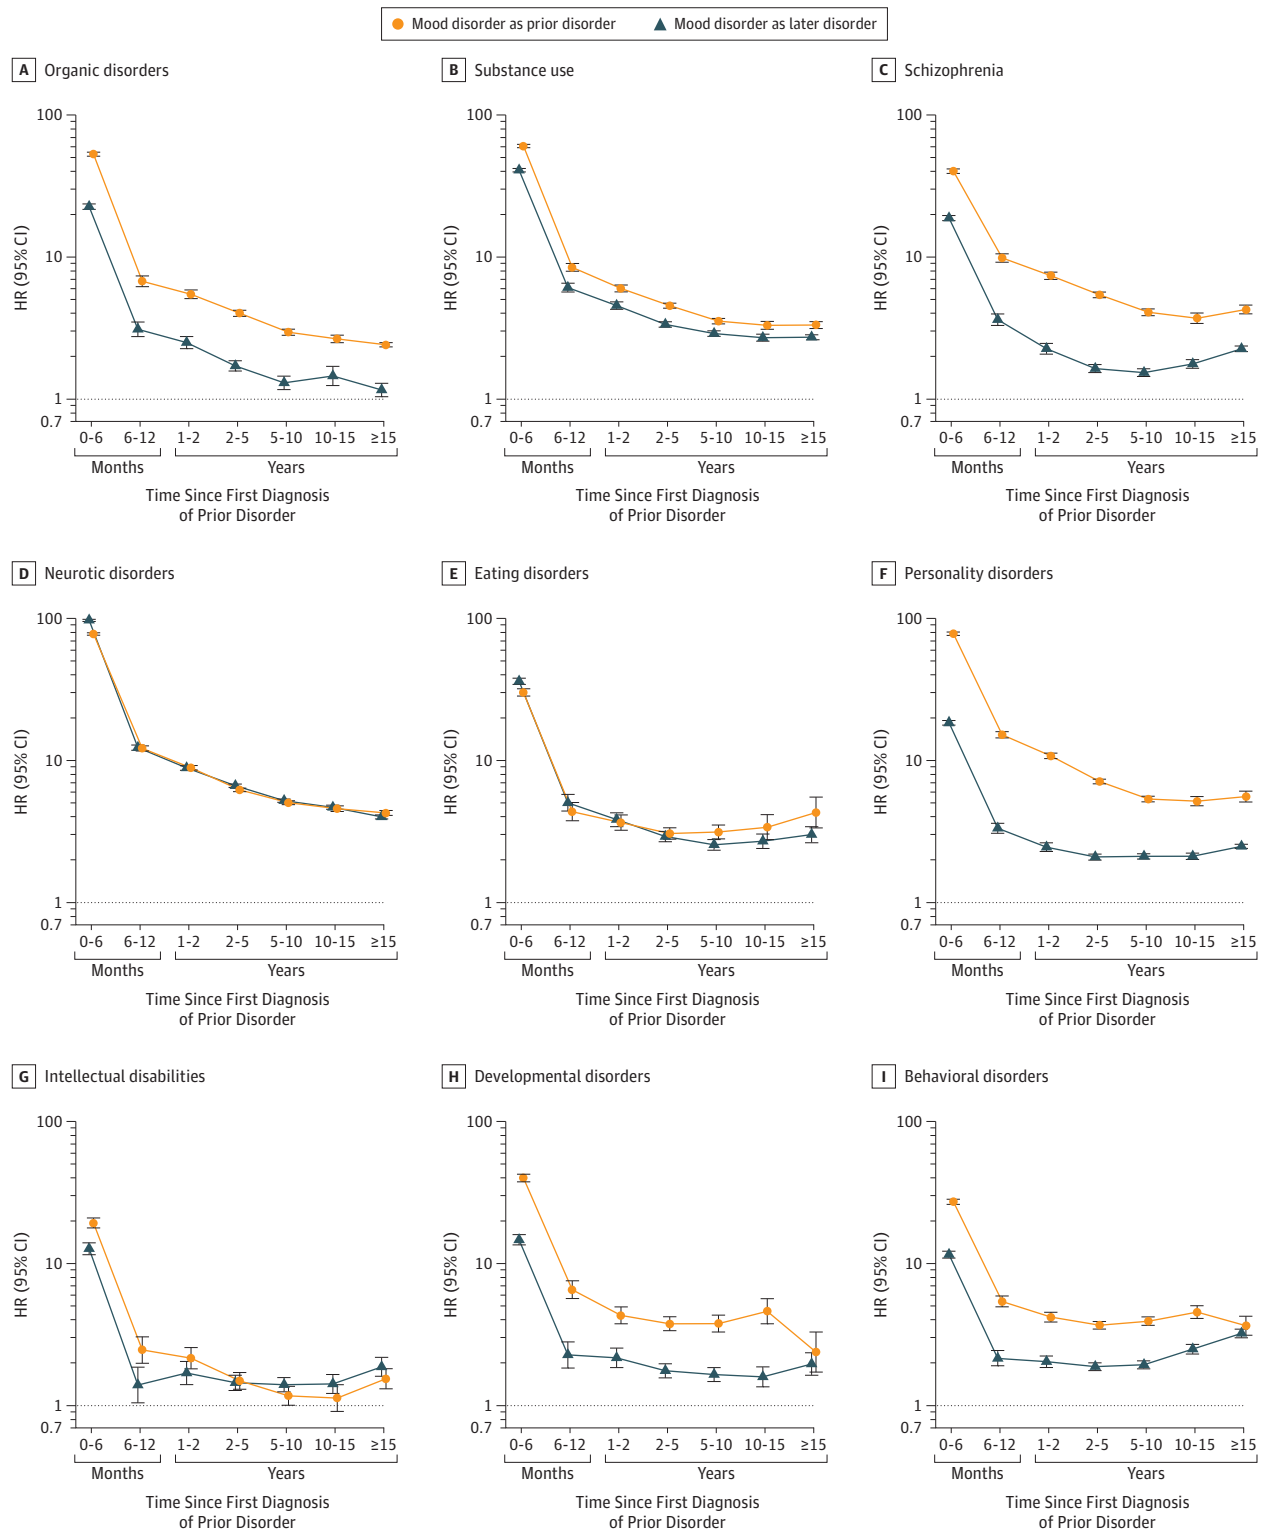 Mood disorder as prior disorder Mood disorder as later disorder
A Organic disorders
100
10
1
0.7
HR (95% CI)
0-6 6-12 1-2 2-5 5-10 10-15 ≥15
Months Years
Time Since First Diagnosis
of Prior Disorder
B Substance use
100
10
1
0.7
HR (95% CI)
0-6 6-12 1-2 2-5 5-10 10-15 ≥15
Months Years
Time Since First Diagnosis
of Prior Disorder
C Schizophrenia
100
10
1
0.7
HR (95% CI)
0-6 6-12 1-2 2-5 5-10 10-15 ≥15
Months Years
Time Since First Diagnosis
of Prior Disorder
D Neurotic disorders
100
10
1
0.7
HR (95% CI)
0-6 6-12 1-2 2-5 5-10 10-15 ≥15
Months Years
Time Since First Diagnosis
of Prior Disorder
E Eating disorders
100
10
1
0.7
HR (95% CI)
0-6 6-12 1-2 2-5 5-10 10-15 ≥15
Months Years
Time Since First Diagnosis
of Prior Disorder
F Personality disorders
100
10
1
0.7
HR (95% CI)
0-6 6-12 1-2 2-5 5-10 10-15 ≥15
Months Years
Time Since First Diagnosis
of Prior Disorder
G Intellectual disabilities
100
10
1
0.7
HR (95% CI)
0-6 6-12 1-2 2-5 5-10 10-15 ≥15
Months Years
Time Since First Diagnosis
of Prior Disorder
H Developmental disorders
100
10
1
0.7
HR (95% CI)
0-6 6-12 1-2 2-5 5-10 10-15 ≥15
Months Years
Time Since First Diagnosis
of Prior Disorder
I Behavioral disorders
100
10
1
0.7
HR (95% CI)
0-6 6-12 1-2 2-5 5-10 10-15 ≥15
Months Years
Time Since First Diagnosis
of Prior Disorder